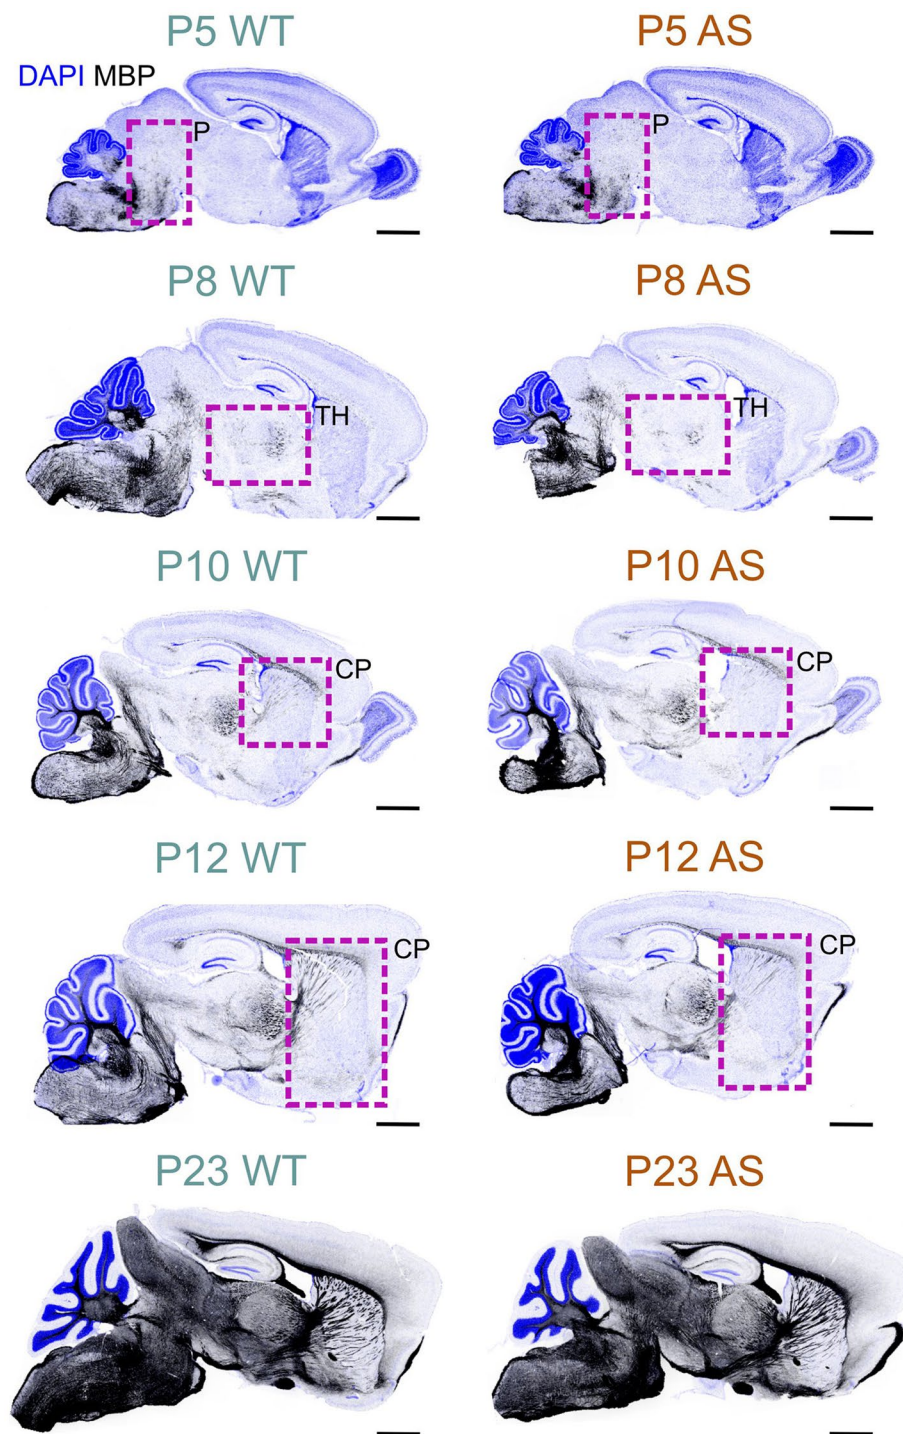 P5 WT P5 AS
DAPI MBP
P P
P8 WT P8 AS
TH TH
P10 WT P10 AS
CP CP
P12 WT P12 AS
CP CP
P23 WT P23 AS